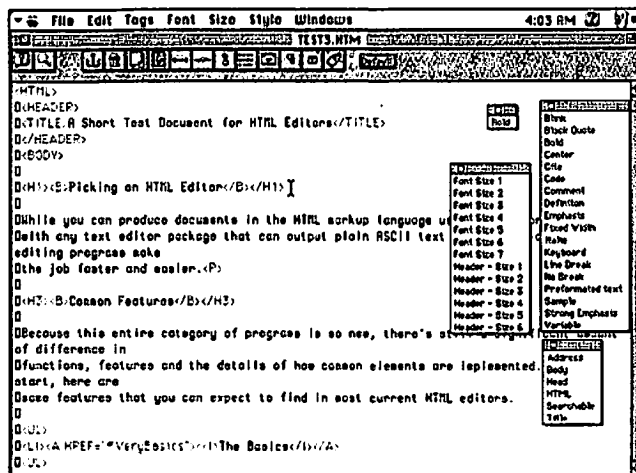 File Edit Tags Font Size Style Windows 4:03 AM
TEST3.HTM
<HTML>
<HEADER>
<TITLE>A Short Test Document for HTML Editors</TITLE>
</HEADER>
<BODY>
<H1><B>Picking an HTML Editor</B></H1>
While you can produce documents in the HTML markup language
with any text editor package that can output plain ASCII text
editing programs make
the job faster and easier.<P>
<H3><B>Common Features</B></H3>
Because this entire category of programs is so new, there's
of difference in
functions, features and the details of how common elements are implemented.
start, here are
some features that you can expect to find in most current HTML editors.
<UL>
<LI><A HREF="#VeryBasics"><I>The Basics</I></A>
<UL>
Bold
Font Size 1
Font Size 2
Font Size 3
Font Size 4
Font Size 5
Font Size 6
Font Size 7
Header - Size 1
Header - Size 2
Header - Size 3
Header - Size 4
Header - Size 5
Header - Size 6
Blink
Block Quote
Bold
Center
Cite
Code
Comment
Definition
Emphasis
Fixed Width
Italic
Keyboard
Line Break
No Break
Preformated text
Sample
Strong Emphasis
Variable
Address
Body
Head
HTML
Searchable
Title